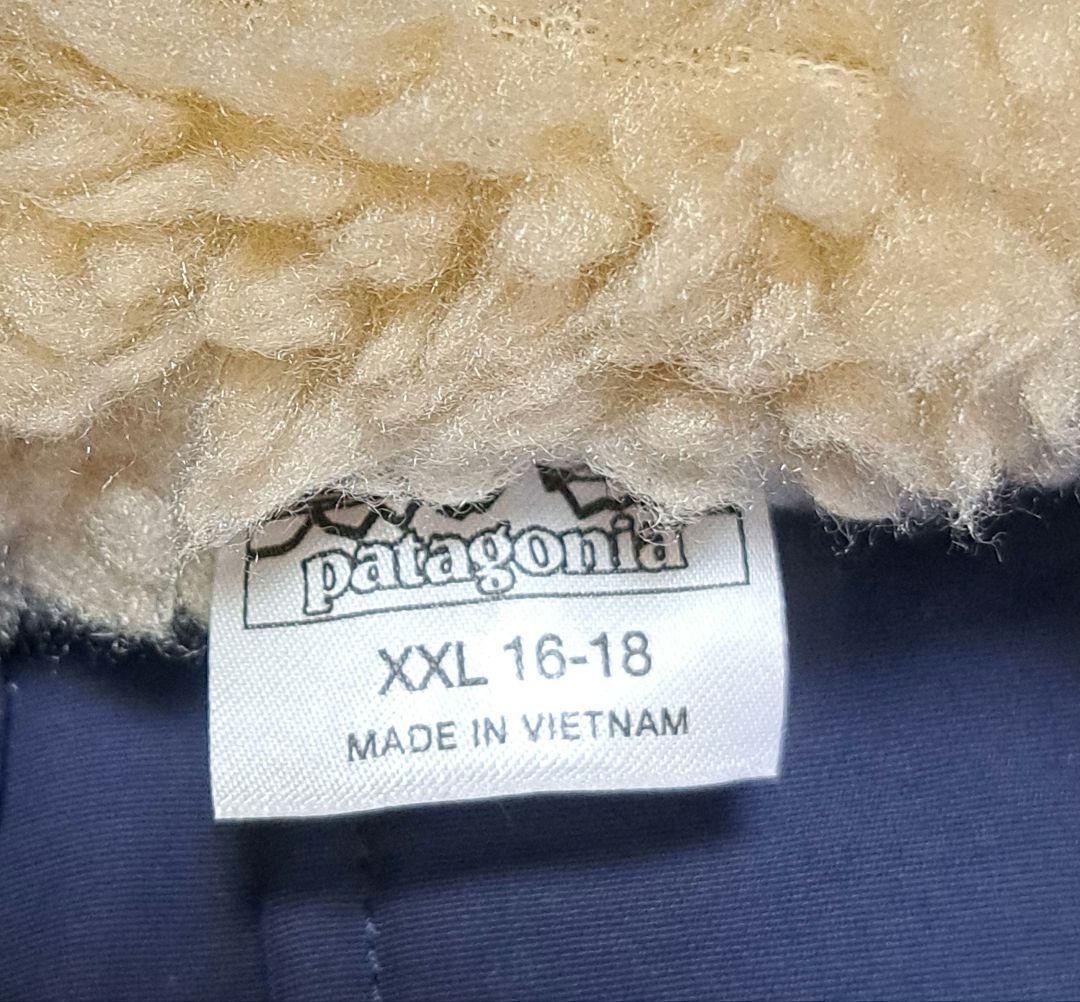 patagonia
XXL 16-18
MADE IN VIETNAM